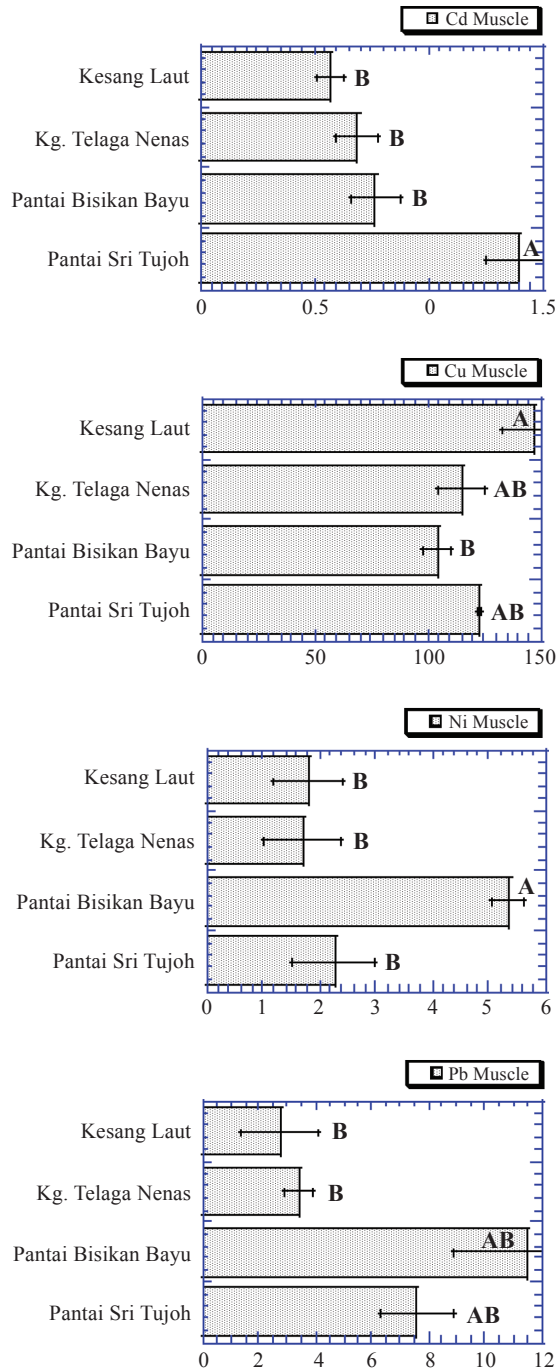 Cd Muscle
Kesang Laut B
Kg. Telaga Nenas B
Pantai Bisikan Bayu B
Pantai Sri Tujoh A
0 0.5 0 1.5
Cu Muscle
Kesang Laut A
Kg. Telaga Nenas AB
Pantai Bisikan Bayu B
Pantai Sri Tujoh AB
0 50 100 150
Ni Muscle
Kesang Laut B
Kg. Telaga Nenas B
Pantai Bisikan Bayu A
Pantai Sri Tujoh B
0 1 2 3 4 5 6
Pb Muscle
Kesang Laut B
Kg. Telaga Nenas B
Pantai Bisikan Bayu AB
Pantai Sri Tujoh AB
0 2 4 6 8 10 12